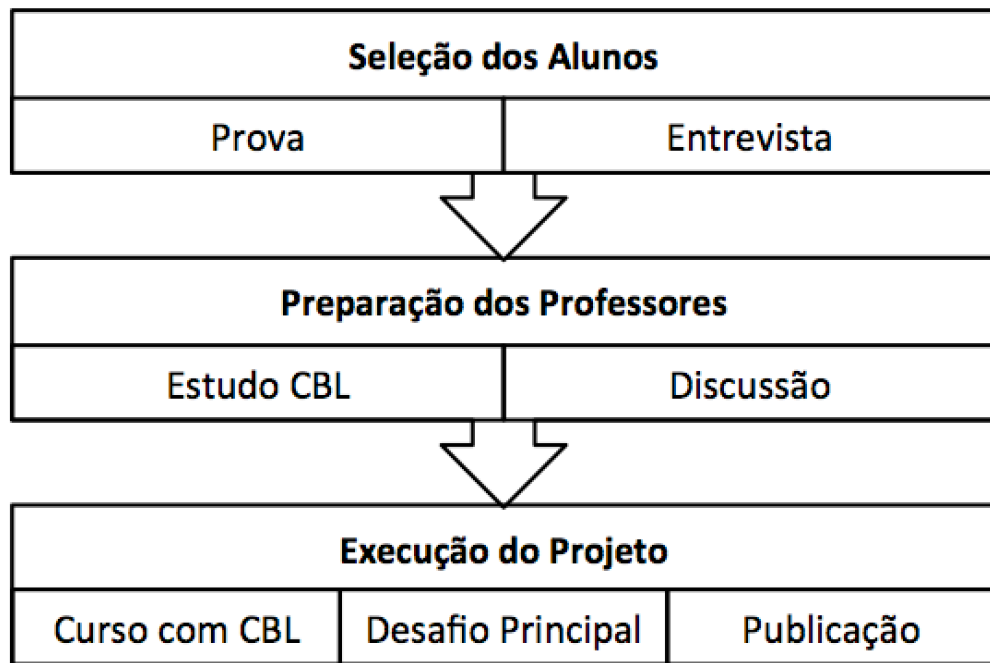 Seleção dos Alunos
Prova Entrevista
Preparação dos Professores
Estudo CBL Discussão
Execução do Projeto
Curso com CBL Desafio Principal Publicação